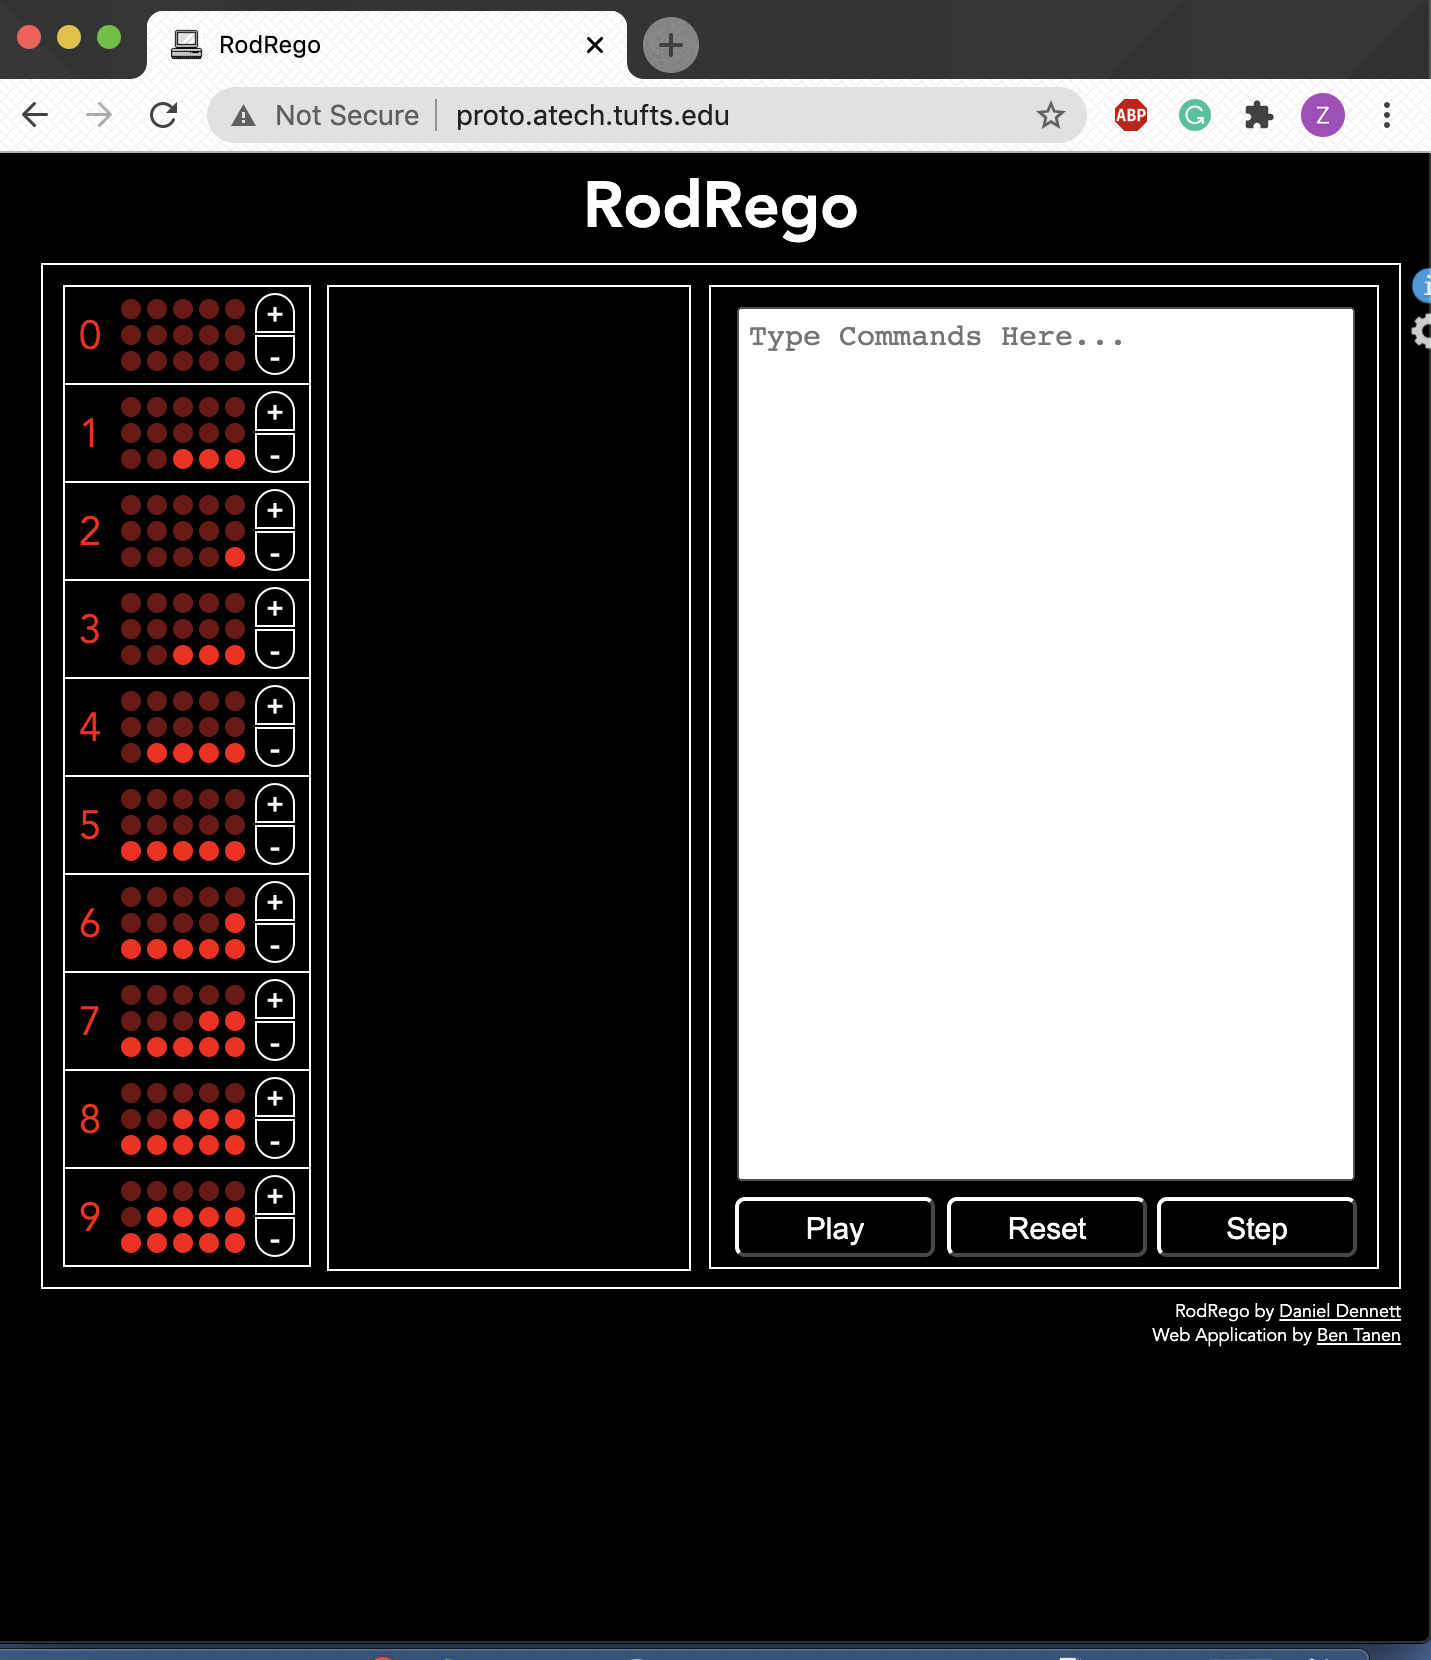 RodRego
Not Secure proto.atech.tufts.edu
ABP
G
Z
RodRego
0 + -
1 + -
2 + -
3 + -
4 + -
5 + -
6 + -
7 + -
8 + -
9 + -
Type Commands Here...
Play Reset Step
RodRego by Daniel Dennett
Web Application by Ben Tanen